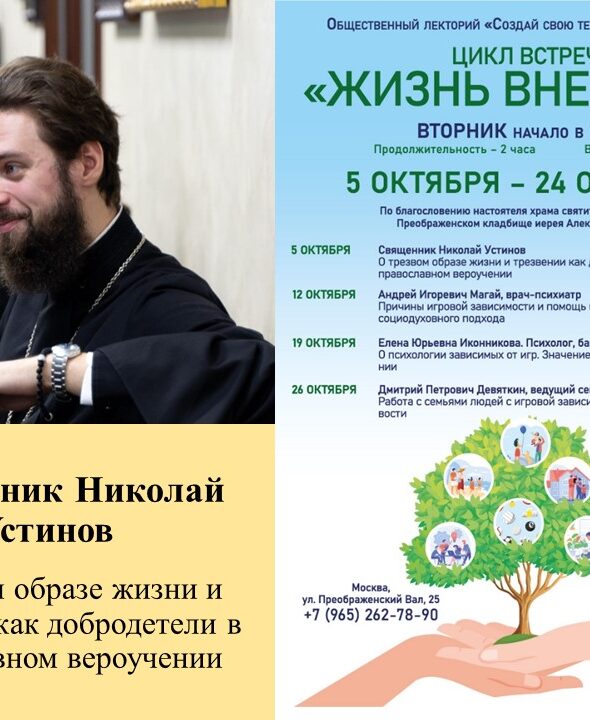 ник Николай
Устинов
образе жизни и
как добродетели в
вном вероучении
Общественный лекторий «Создай свою те
ЦИКЛ ВСТРЕЧ
«ЖИЗНЬ ВНЕ
ВТОРНИК НАЧАЛО В
Продолжительность – 2 часа В
5 ОКТЯБРЯ – 24 О
По благословению настоятеля храма святит
Преображенском кладбище иерея Алек
5 ОКТЯБРЯ Священник Николай Устинов
О трезвом образе жизни и трезвении как д
православном вероучении
12 ОКТЯБРЯ Андрей Игоревич Магай, врач-психиатр
Причины игровой зависимости и помощь
социодуховного подхода
19 ОКТЯБРЯ Елена Юрьевна Иконникова. Психолог, ба
О психологии зависимых от игр. Значение
нии
26 ОКТЯБРЯ Дмитрий Петрович Девяткин, ведущий се
Работа с семьями людей с игровой зависи
вости
Москва,
ул. Преображенский Вал, 25
+7 (965) 262-78-90